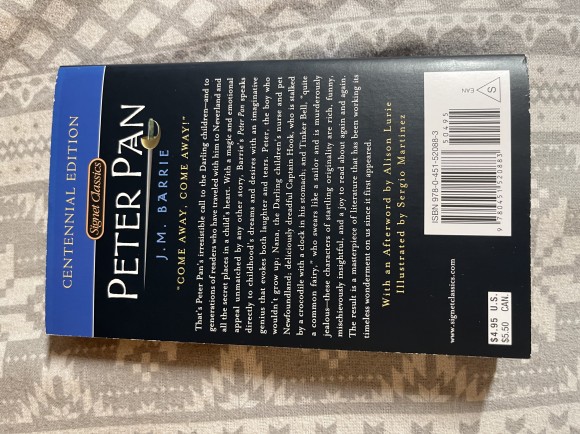 CENTENNIAL EDITION
Signet Classics
PETER PAN
J.M. BARRIE
"COME AWAY, COME AWAY!"
That's Peter Pan's irresistible call to the Darling children—and to
generations of readers who have traveled with him to Neverland and
all the secret places in a child's heart. With a magic and emotional
appeal unmatched by any other story, Barrie's Peter Pan speaks
directly to childhood's dreams and desires with an imaginative
genius that evokes both laughter and tears. Peter, the boy who
wouldn't grow up; Nana, the Darling children's nurse and pet
Newfoundland; deliciously dreadful Captain Hook, who is stalked
by a crocodile with a clock in his stomach; and Tinker Bell, "quite
a common fairy," who swears like a sailor and is murderously
jealous—these characters of startling originality are rich, funny,
mischievously insightful, and a joy to read about again and again.
The result is a masterpiece of literature that has been working its
timeless wonderment on us since it first appeared.
With an Afterword by Alison Lurie
Illustrated by Sergio Martinez
www.signetclassics.com
$4.95 U.S.
$5.50 CAN.
S
EAN
50495
ISBN 978-0-451-52088-3
9 780451 520883